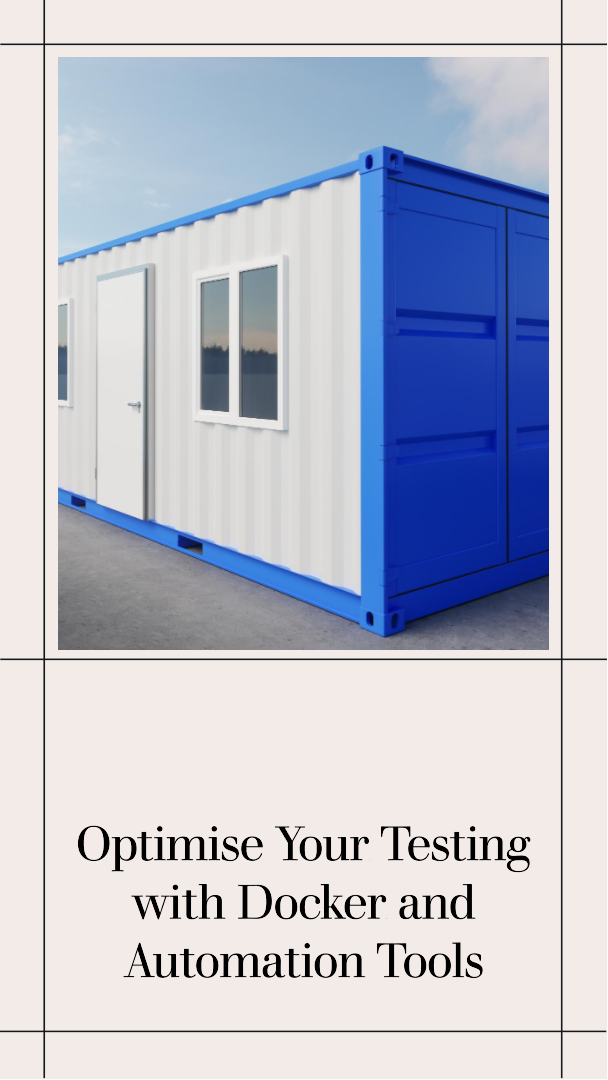 Optimise Your Testing
with Docker and
Automation Tools